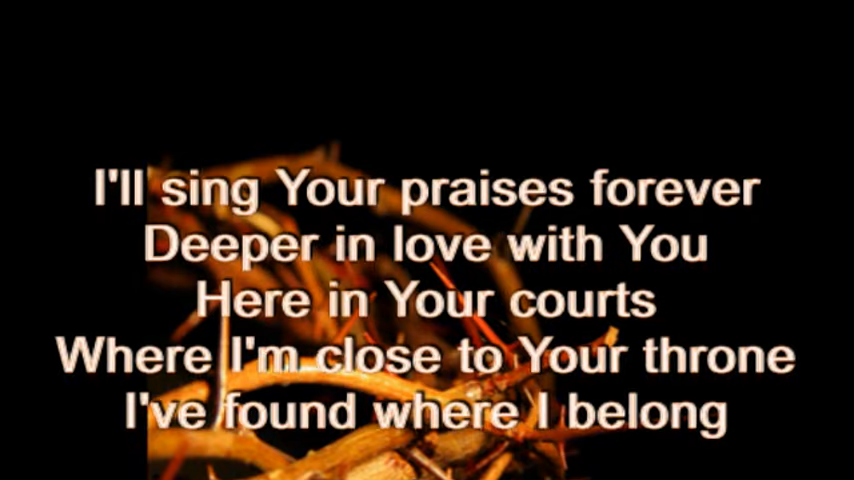 I'll sing Your praises forever
Deeper in love with You
Here in Your courts
Where I'm close to Your throne
I've found where I belong